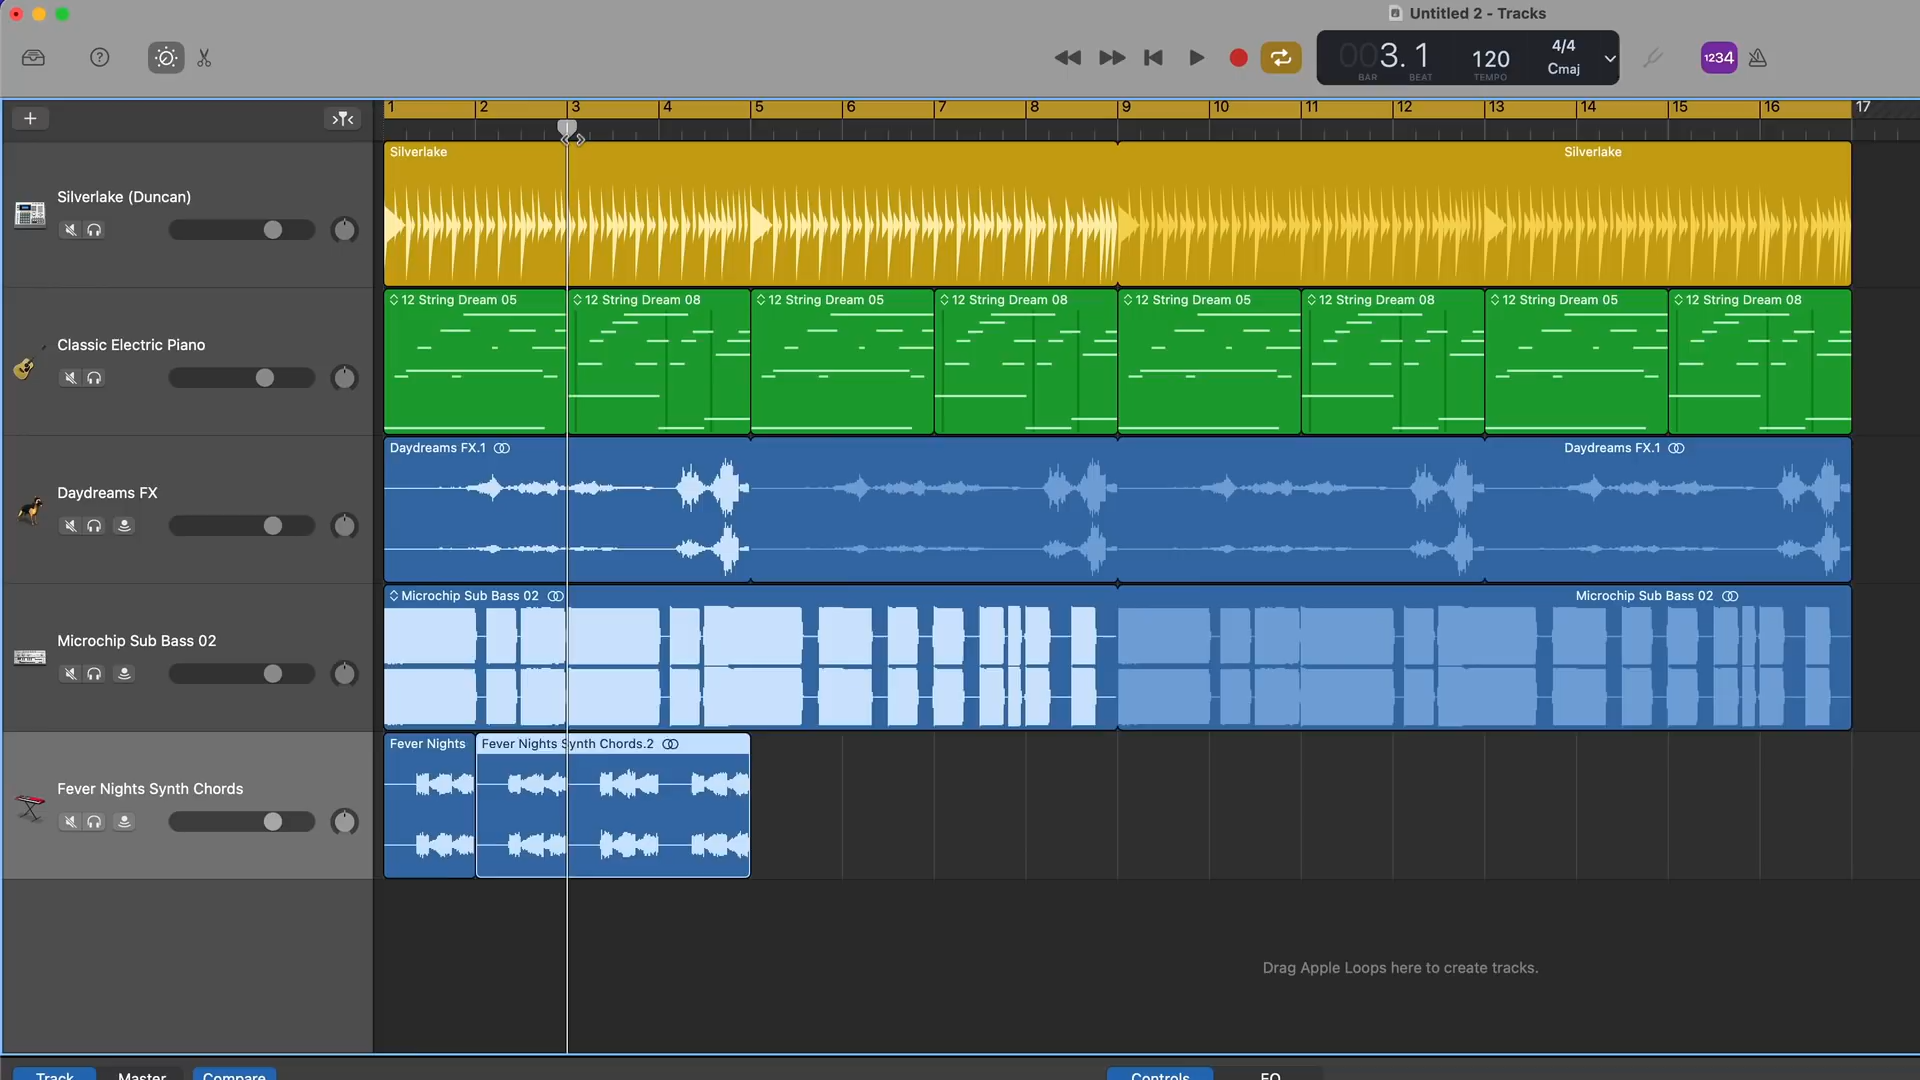 Untitled 2 - Tracks
003. 1
BAR BEAT
120
TEMPO
4/4
Cmaj
1234
1 2 3 4 5 6 7 8 9 10 11 12 13 14 15 16 17
Silverlake Silverlake
Silverlake (Duncan)
12 String Dream 05 12 String Dream 08 12 String Dream 05 12 String Dream 08 12 String Dream 05 12 String Dream 08 12 String Dream 05 12 String Dream 08
Classic Electric Piano
Daydreams FX.1 Daydreams FX.1
Daydreams FX
Microchip Sub Bass 02 Microchip Sub Bass 02
Microchip Sub Bass 02
Fever Nights Fever Nights Synth Chords.2
Fever Nights Synth Chords
Drag Apple Loops here to create tracks.
Track Master Compare Controls EQ